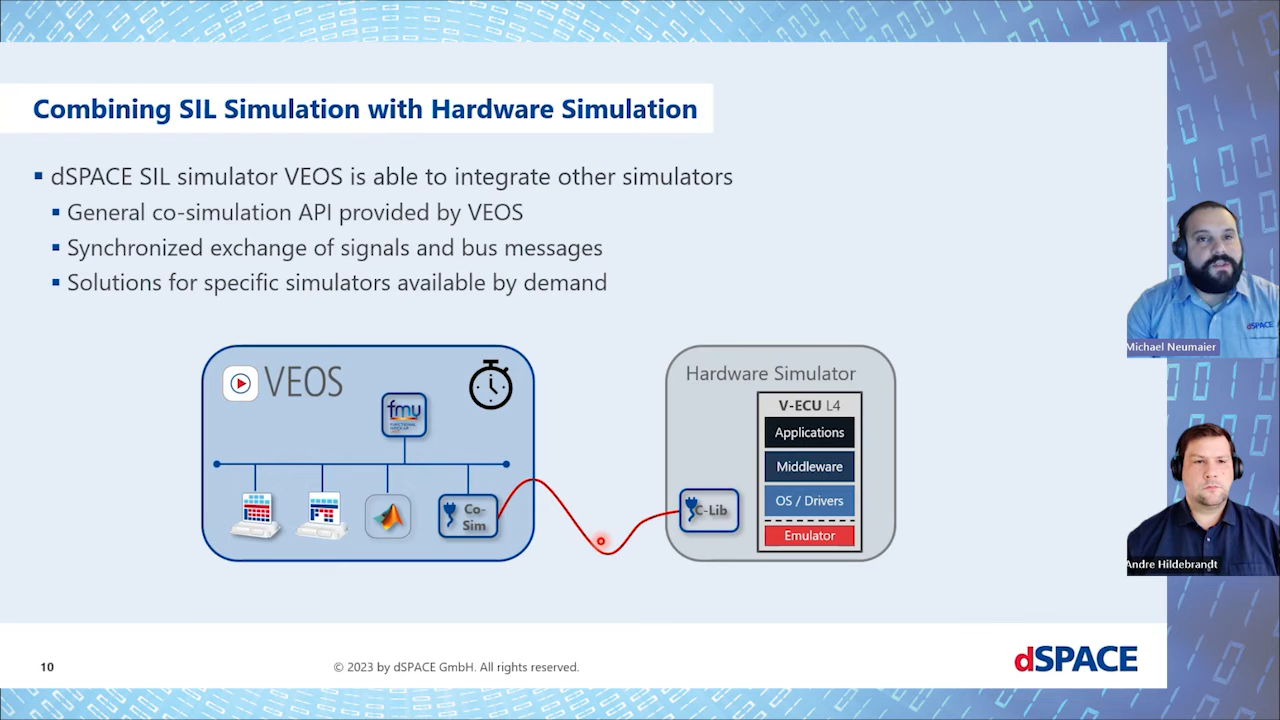 Combining SIL Simulation with Hardware Simulation
dSPACE SIL simulator VEOS is able to integrate other simulators
General co-simulation API provided by VEOS
Synchronized exchange of signals and bus messages
Solutions for specific simulators available by demand
VEOS
fmu
Co-
Sim
Hardware Simulator
V-ECU L4
Applications
Middleware
OS / Drivers
Emulator
C-Lib
dSPACE
Michael Neumaier
Andre Hildebrandt
10
© 2023 by dSPACE GmbH. All rights reserved.
dSPACE